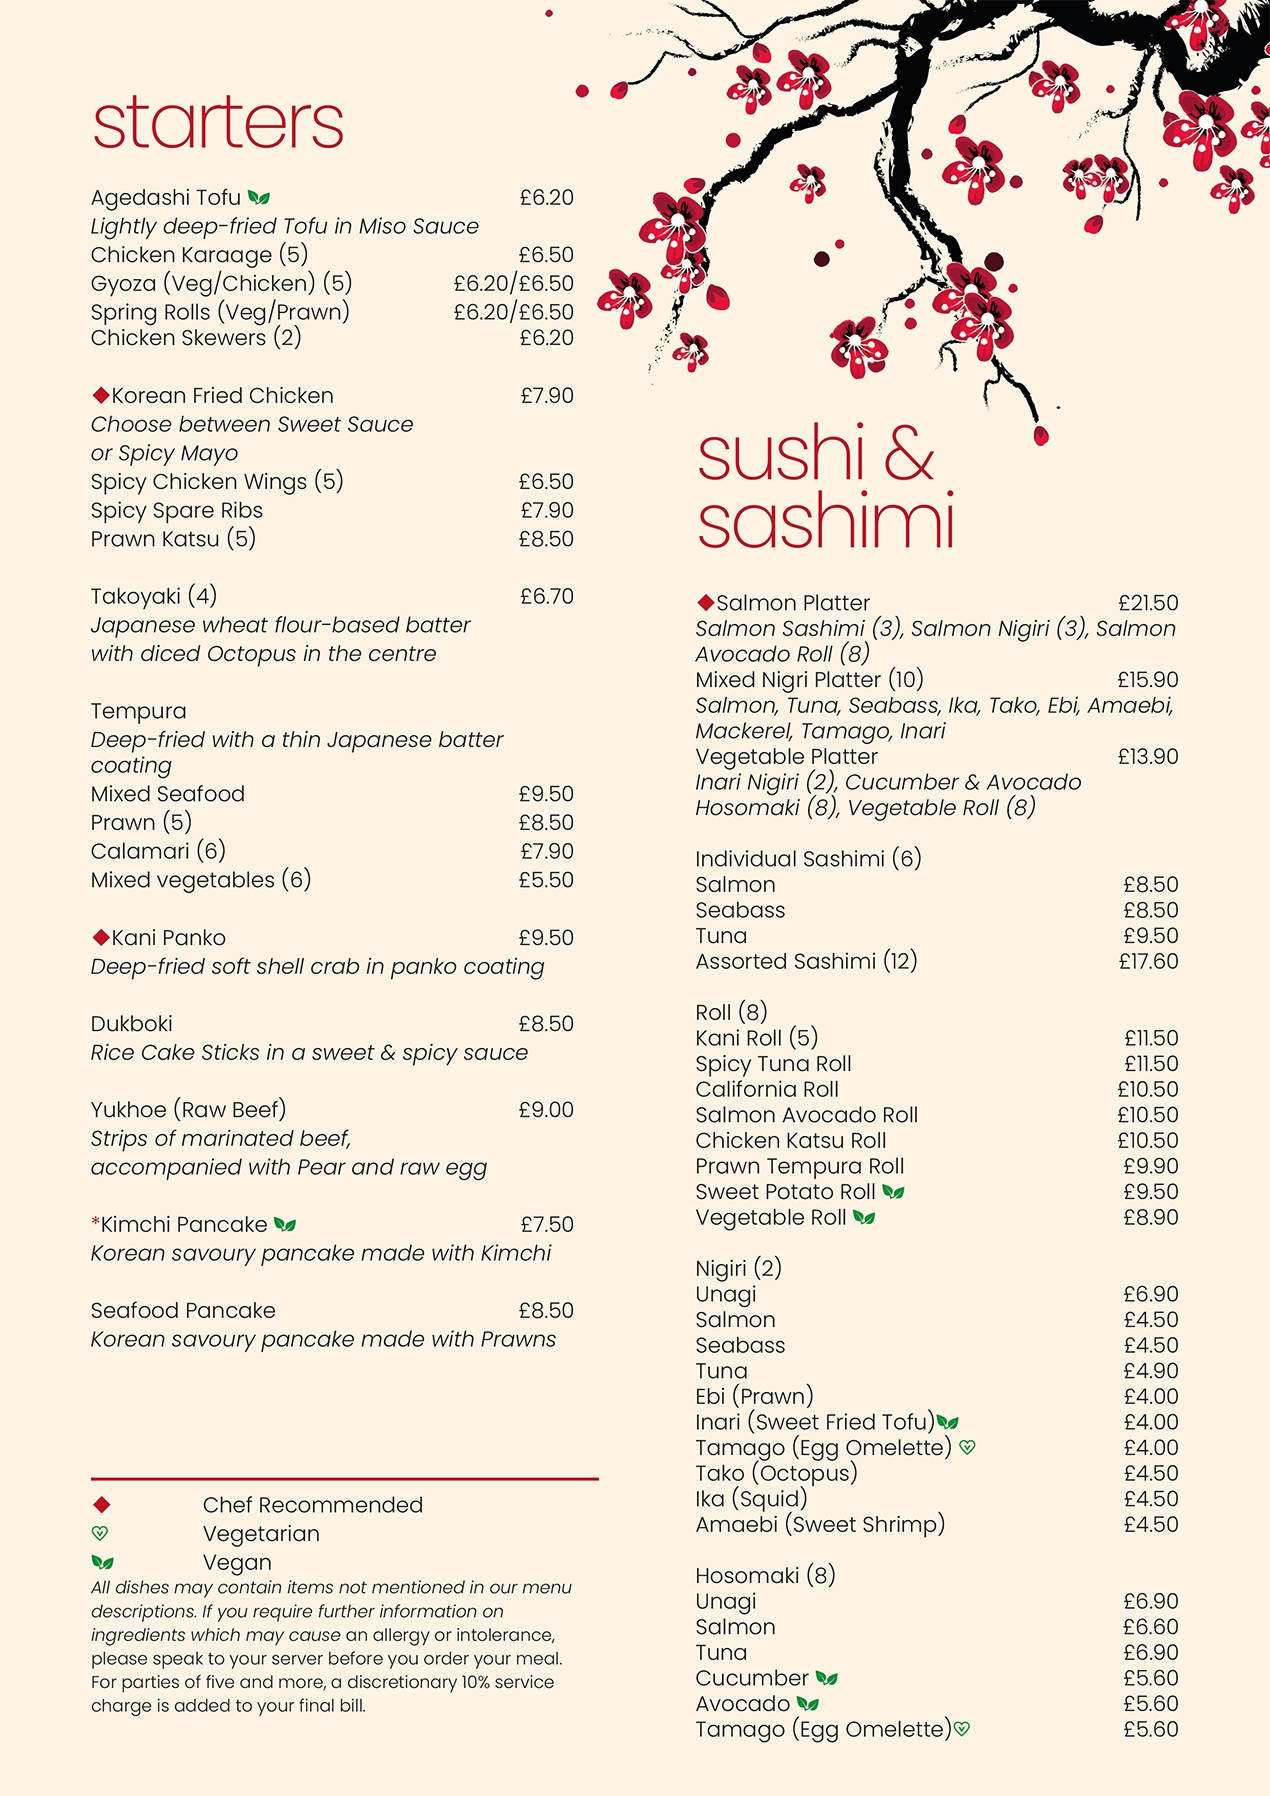 starters
Agedashi Tofu £6.20
Lightly deep-fried Tofu in Miso Sauce
Chicken Karaage (5) £6.50
Gyoza (Veg/Chicken) (5) £6.20/£6.50
Spring Rolls (Veg/Prawn) £6.20/£6.50
Chicken Skewers (2) £6.20
Korean Fried Chicken £7.90
Choose between Sweet Sauce
or Spicy Mayo
Spicy Chicken Wings (5) £6.50
Spicy Spare Ribs £7.90
Prawn Katsu (5) £8.50
Takoyaki (4) £6.70
Japanese wheat flour-based batter
with diced Octopus in the centre
Tempura
Deep-fried with a thin Japanese batter
coating
Mixed Seafood £9.50
Prawn (5) £8.50
Calamari (6) £7.90
Mixed vegetables (6) £5.50
Kani Panko £9.50
Deep-fried soft shell crab in panko coating
Dukboki £8.50
Rice Cake Sticks in a sweet & spicy sauce
Yukhoe (Raw Beef) £9.00
Strips of marinated beef,
accompanied with Pear and raw egg
*Kimchi Pancake £7.50
Korean savoury pancake made with Kimchi
Seafood Pancake £8.50
Korean savoury pancake made with Prawns
Chef Recommended
Vegetarian
Vegan
All dishes may contain items not mentioned in our menu
descriptions. If you require further information on
ingredients which may cause an allergy or intolerance,
please speak to your server before you order your meal.
For parties of five and more, a discretionary 10% service
charge is added to your final bill.
sushi &
sashimi
Salmon Platter £21.50
Salmon Sashimi (3), Salmon Nigiri (3), Salmon
Avocado Roll (8)
Mixed Nigri Platter (10) £15.90
Salmon, Tuna, Seabass, Ika, Tako, Ebi, Amaebi,
Mackerel, Tamago, Inari
Vegetable Platter £13.90
Inari Nigiri (2), Cucumber & Avocado
Hosomaki (8), Vegetable Roll (8)
Individual Sashimi (6)
Salmon £8.50
Seabass £8.50
Tuna £9.50
Assorted Sashimi (12) £17.60
Roll (8)
Kani Roll (5) £11.50
Spicy Tuna Roll £11.50
California Roll £10.50
Salmon Avocado Roll £10.50
Chicken Katsu Roll £10.50
Prawn Tempura Roll £9.90
Sweet Potato Roll £9.50
Vegetable Roll £8.90
Nigiri (2)
Unagi £6.90
Salmon £4.50
Seabass £4.50
Tuna £4.90
Ebi (Prawn) £4.00
Inari (Sweet Fried Tofu) £4.00
Tamago (Egg Omelette) £4.00
Tako (Octopus) £4.50
Ika (Squid) £4.50
Amaebi (Sweet Shrimp) £4.50
Hosomaki (8)
Unagi £6.90
Salmon £6.60
Tuna £6.90
Cucumber £5.60
Avocado £5.60
Tamago (Egg Omelette) £5.60